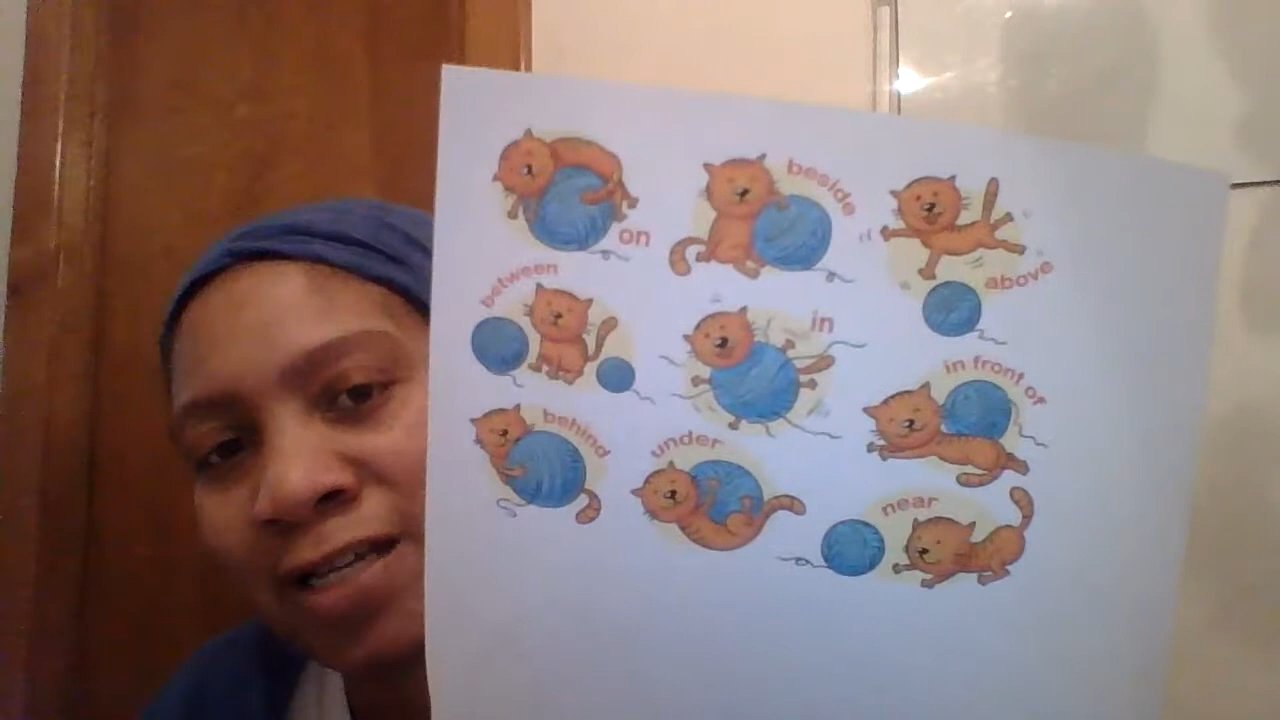 on
beside
above
between
in
in front of
behind
under
near